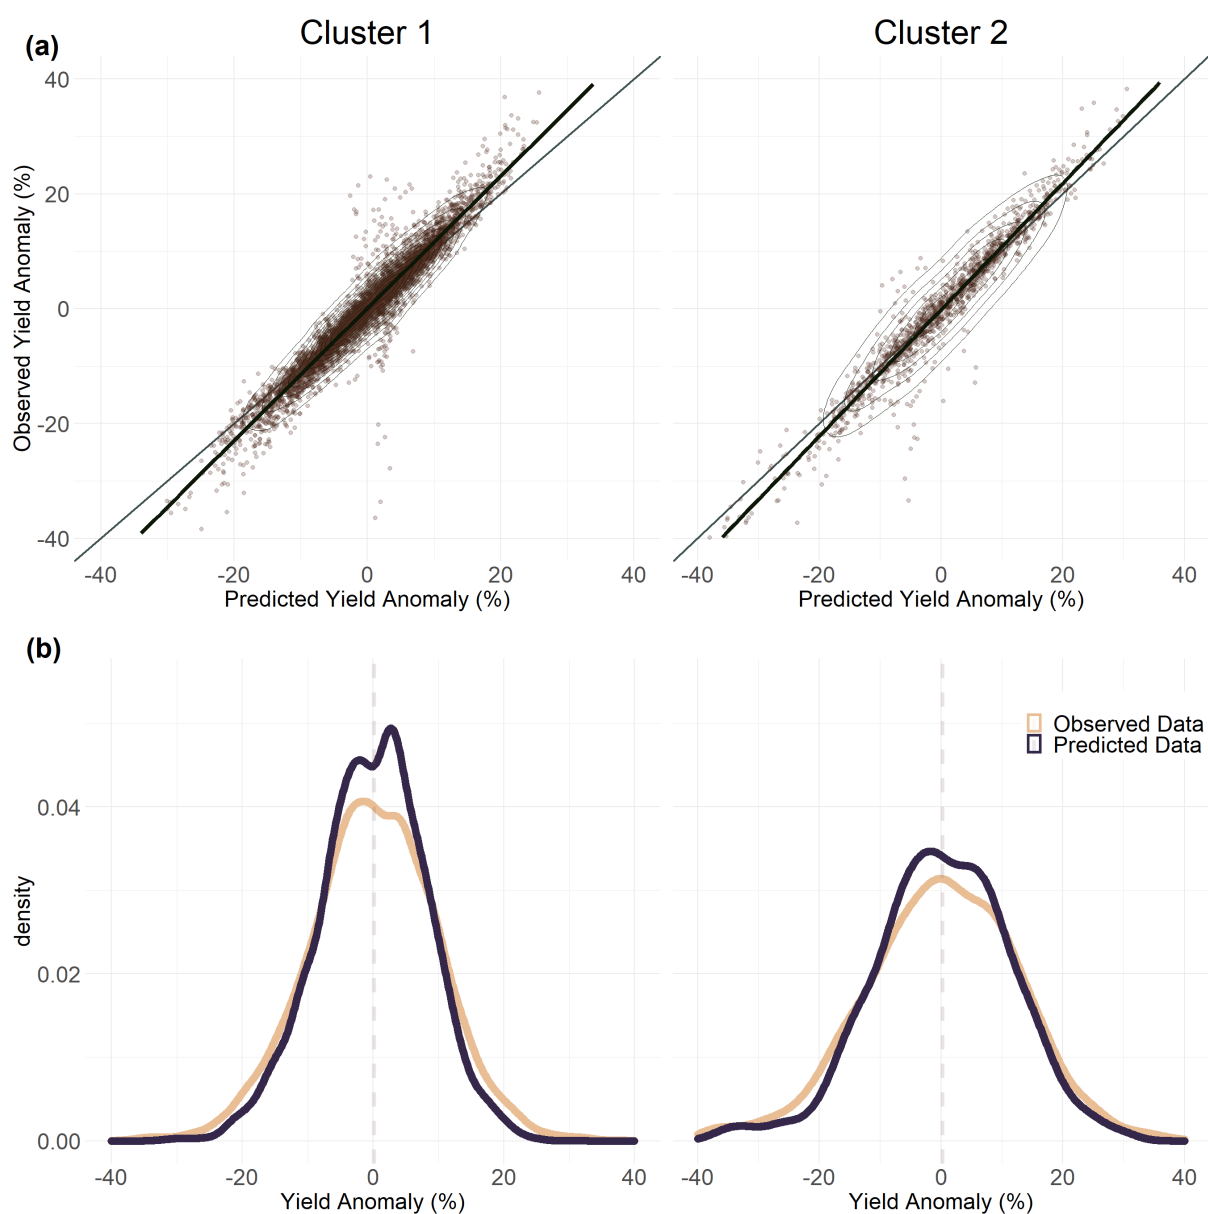 Cluster 1
Cluster 2
(a)
Observed Yield Anomaly (%)
40
20
0
-20
-40
-40 -20 0 20 40
-40 -20 0 20 40
Predicted Yield Anomaly (%)
Predicted Yield Anomaly (%)
(b)
density
0.04
0.02
0.00
Observed Data
Predicted Data
-40 -20 0 20 40
-40 -20 0 20 40
Yield Anomaly (%)
Yield Anomaly (%)